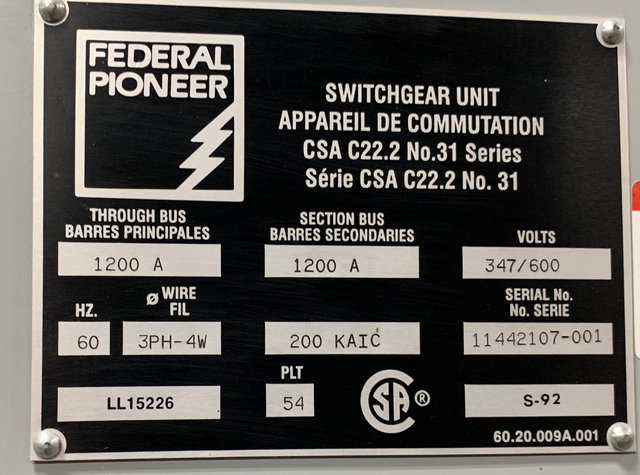 FEDERAL
PIONEER
SWITCHGEAR UNIT
APPAREIL DE COMMUTATION
CSA C22.2 No.31 Series
Série CSA C22.2 No. 31
THROUGH BUS
BARRES PRINCIPALES
1200 A
SECTION BUS
BARRES SECONDARIES
1200 A
VOLTS
347/600
HZ.
60
ø WIRE
FIL
3PH-4W
200 KAIC
SERIAL No.
No. SERIE
11442107-001
LL15226
PLT
54
CSA ®
S-92
60.20.009A.001